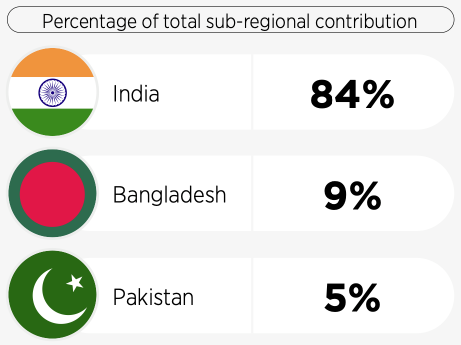 Percentage of total sub-regional contribution
India 84%
Bangladesh 9%
Pakistan 5%